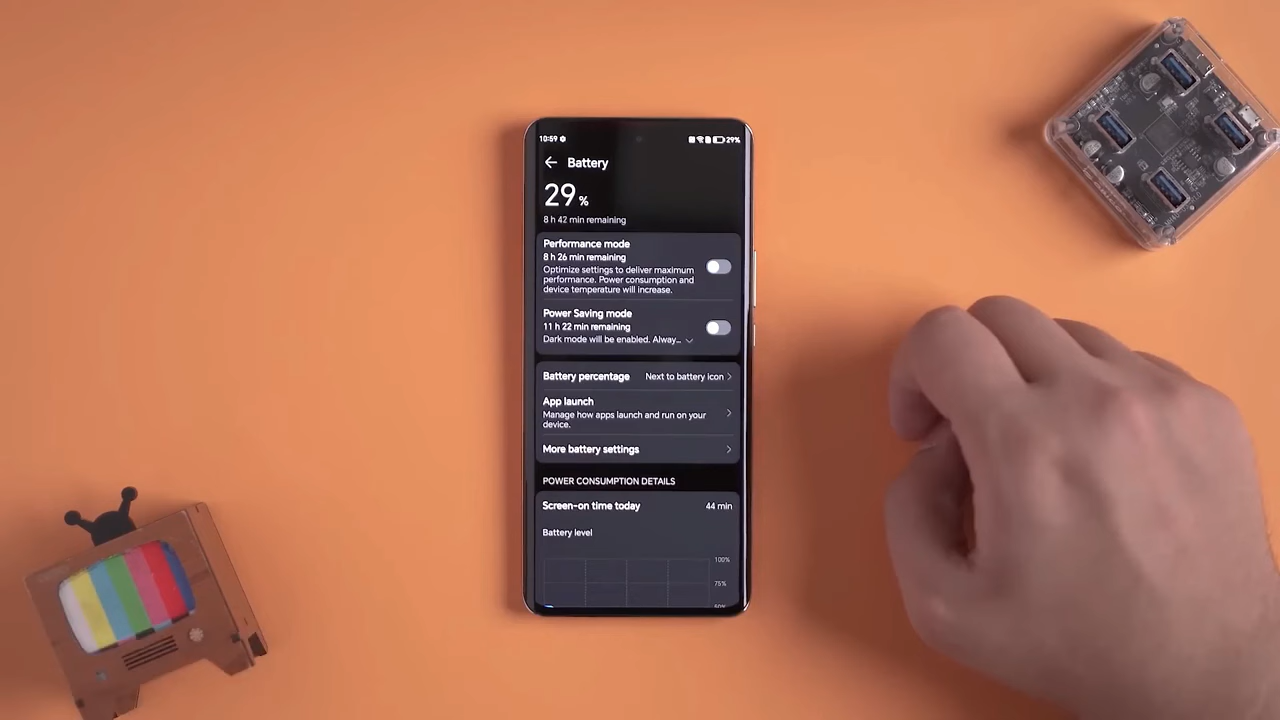 10:59
29%
Battery
29 %
8 h 42 min remaining
Performance mode
8 h 26 min remaining
Optimize settings to deliver maximum
performance. Power consumption and
device temperature will increase.
Power Saving mode
11 h 22 min remaining
Dark mode will be enabled. Alway...
Battery percentage Next to battery icon
App launch
Manage how apps launch and run on your
device.
More battery settings
POWER CONSUMPTION DETAILS
Screen-on time today 44 min
Battery level
100%
75%
50%